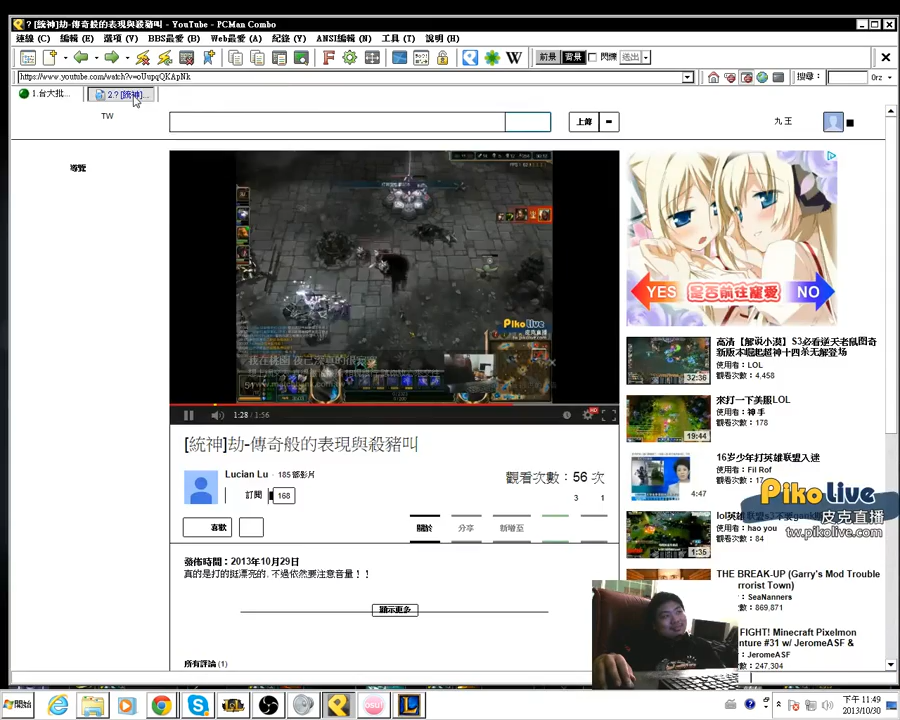 ? [統神]劫-傳奇般的表現與殺豬叫 - YouTube - PCMan Combo
連線 (C) 編輯 (E) 選項 (V) BBS最愛 (B) Web最愛 (A) 紀錄 (Y) ANSI編輯 (N) 工具 (T) 說明 (H)
前景 背景 閃爍 送出
https://www.youtube.com/watch?v=oUupqQKApNk
搜尋： 0rz
1.台大批... 2.? [統神]...
TW
上傳
九 王
導覽
Piko live
皮克直播
YES 是否前往寵愛 NO
1:28 / 1:56
HD
[統神]劫-傳奇般的表現與殺豬叫
Lucian Lu · 185 部影片
訂閱 168
觀看次數：56 次
3 1
喜歡
關於 分享 新增至
發佈時間：2013年10月29日
真的是打的挺漂亮的, 不過依然要注意音量！！
顯示更多
所有評論 (1)
高清【解说小漠】S3必看逆天老鼠图奇
新版本崛起超神十四杀无解登场
使用者：LOL
觀看次數：4,458
32:36
來打一下美服LOL
使用者：神 手
觀看次數：178
19:44
16岁少年打英雄联盟入迷
使用者：Fil Rof
4:47
Piko live
皮克直播
tw.pikolive.com
使用者：hao you
觀看次數：84
1:35
THE BREAK-UP (Garry's Mod Trouble
rrorist Town)
：SeaNanners
數：869,871
FIGHT! Minecraft Pixelmon
nture #31 w/ JeromeASF &
：JeromeASF
數：247,304
開始
osu!
下午 11:49
2013/10/30